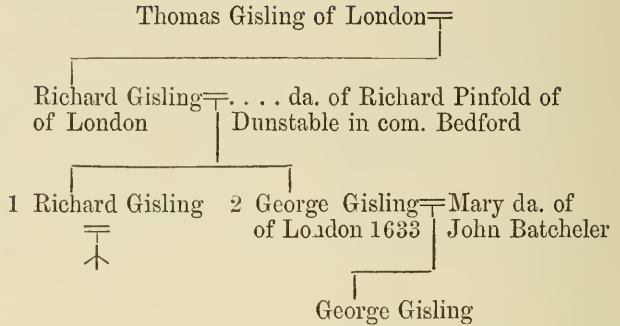 Thomas Gisling of London
Richard Gisling . . . . da. of Richard Pinfold of
of London Dunstable in com. Bedford
1 Richard Gisling 2 George Gisling Mary da. of
of London 1633 John Batcheler
George Gisling